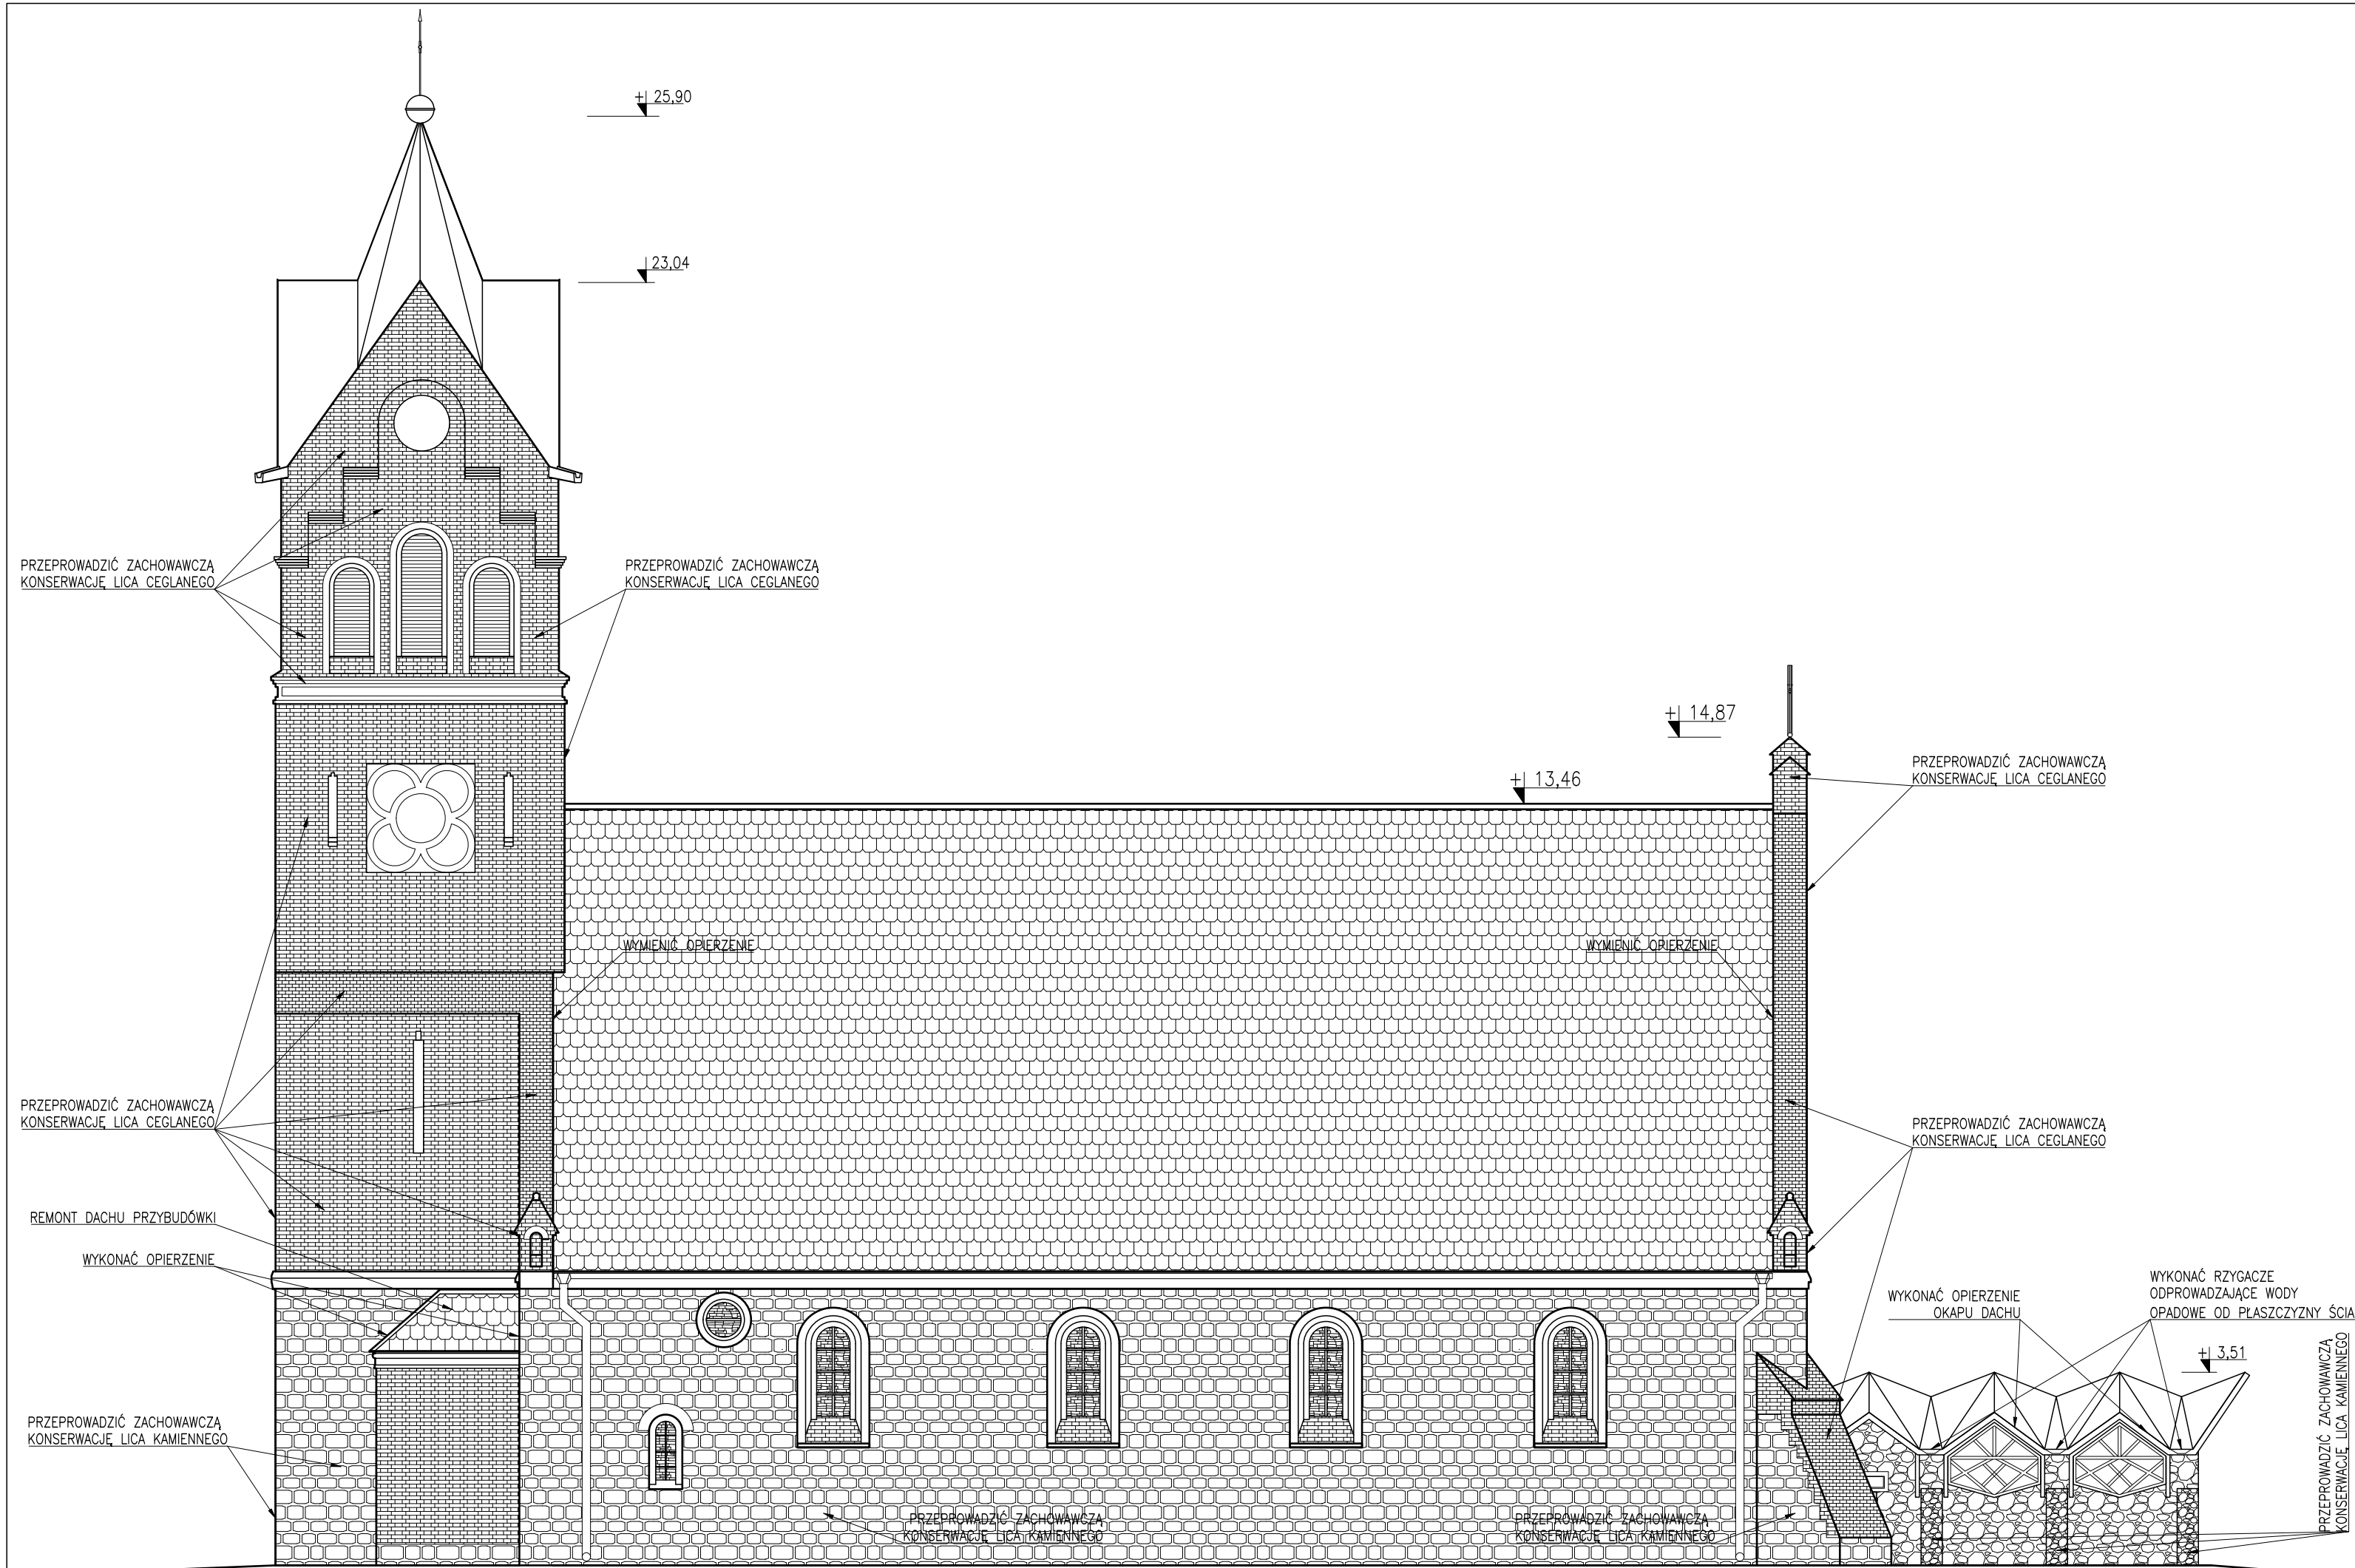 + 25,90
23,04
PRZEPROWADZIĆ ZACHOWAWCZĄ
KONSERWACJĘ LICA CEGLANEGO
PRZEPROWADZIĆ ZACHOWAWCZĄ
KONSERWACJĘ LICA CEGLANEGO
+ 14,87
+ 13,46
PRZEPROWADZIĆ ZACHOWAWCZĄ
KONSERWACJĘ LICA CEGLANEGO
WYMIENIĆ OPIERZENIE
WYMIENIĆ OPIERZENIE
PRZEPROWADZIĆ ZACHOWAWCZĄ
KONSERWACJĘ LICA CEGLANEGO
PRZEPROWADZIĆ ZACHOWAWCZĄ
KONSERWACJĘ LICA CEGLANEGO
REMONT DACHU PRZYBUDÓWKI
WYKONAĆ OPIERZENIE
WYKONAĆ OPIERZENIE
OKAPU DACHU
WYKONAĆ RZYGACZE
ODPROWADZAJĄCE WODY
OPADOWE OD PŁASZCZYZNY ŚCIA
+ 3,51
PRZEPROWADZIĆ ZACHOWAWCZĄ
KONSERWACJĘ LICA KAMIENNEGO
PRZEPROWADZIĆ ZACHOWAWCZĄ
KONSERWACJĘ LICA KAMIENNEGO
PRZEPROWADZIĆ ZACHOWAWCZĄ
KONSERWACJĘ LICA KAMIENNEGO
PRZEPROWADZIĆ ZACHOWAWCZĄ
KONSERWACJĘ LICA KAMIENNEGO